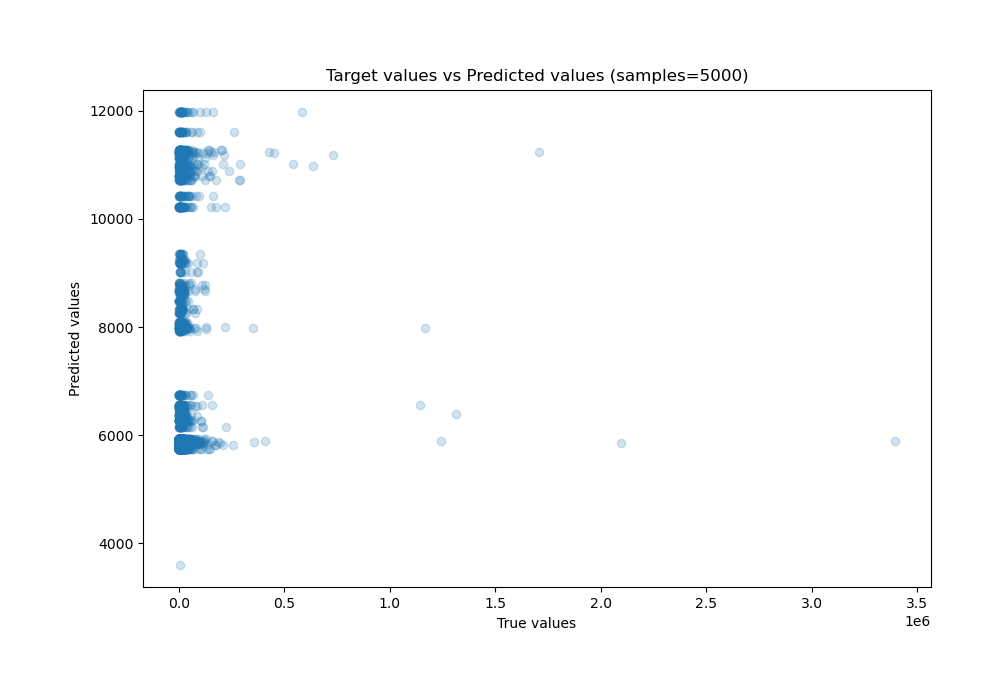 Target values vs Predicted values (samples=5000)
12000
10000
8000
6000
4000
Predicted values
0.0 0.5 1.0 1.5 2.0 2.5 3.0 3.5
1e6
True values